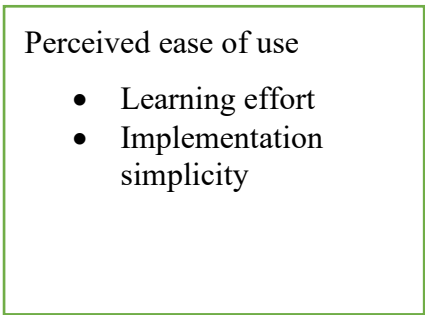 Perceived ease of use
• Learning effort
• Implementation
simplicity